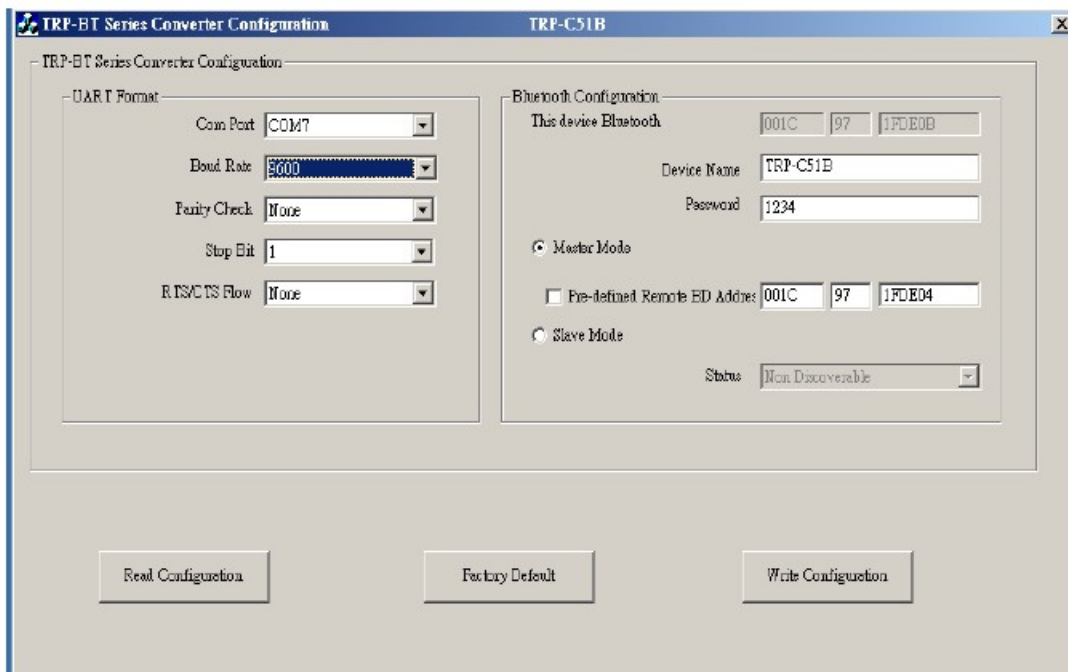 TRP-BT Series Converter Configuration TRP-C51B
TRP-BT Series Converter Configuration
UART Format
Com Port COM7
Baud Rate 9600
Parity Check None
Stop Bit 1
RTS/CTS Flow None
Bluetooth Configuration
This device Bluetooth 001C 97 1FDE0B
Device Name TRP-C51B
Password 1234
Master Mode
Pre-defined Remote BD Addres 001C 97 1FDE04
Slave Mode
Status Non Discoverable
Read Configuration
Factory Default
Write Configuration